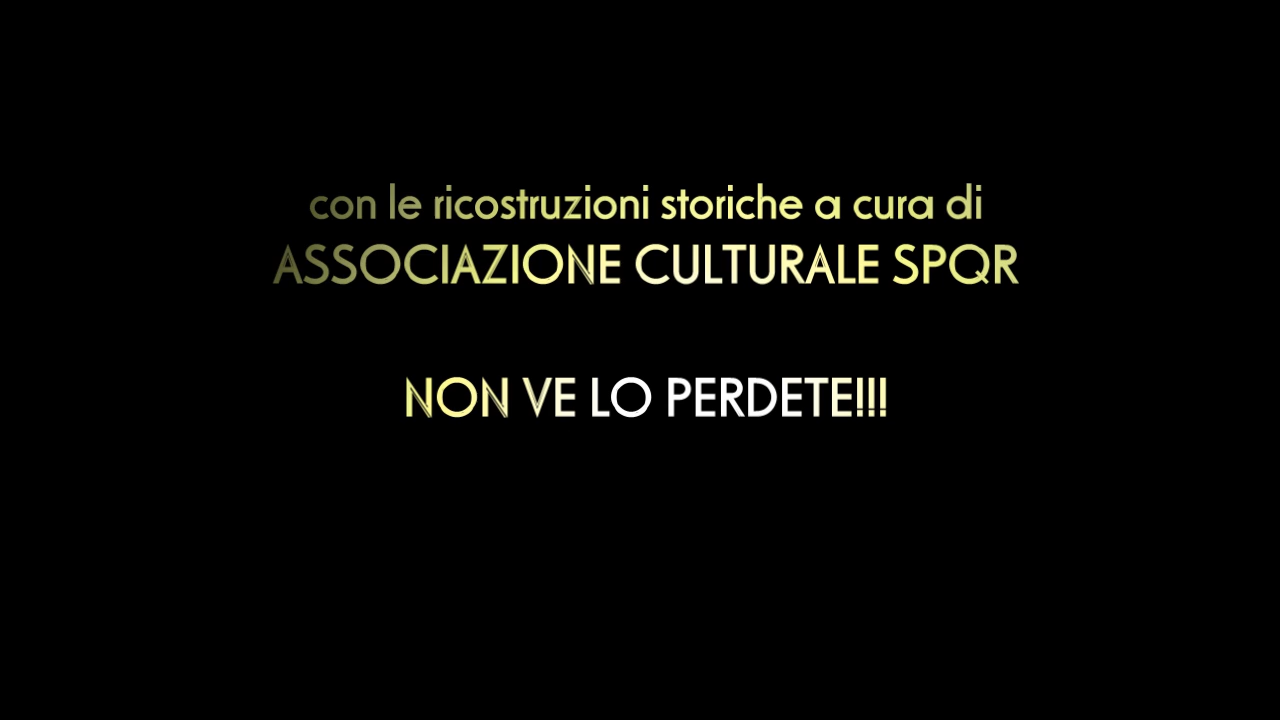 con le ricostruzioni storiche a cura di
ASSOCIAZIONE CULTURALE SPQR
NON VE LO PERDETE!!!